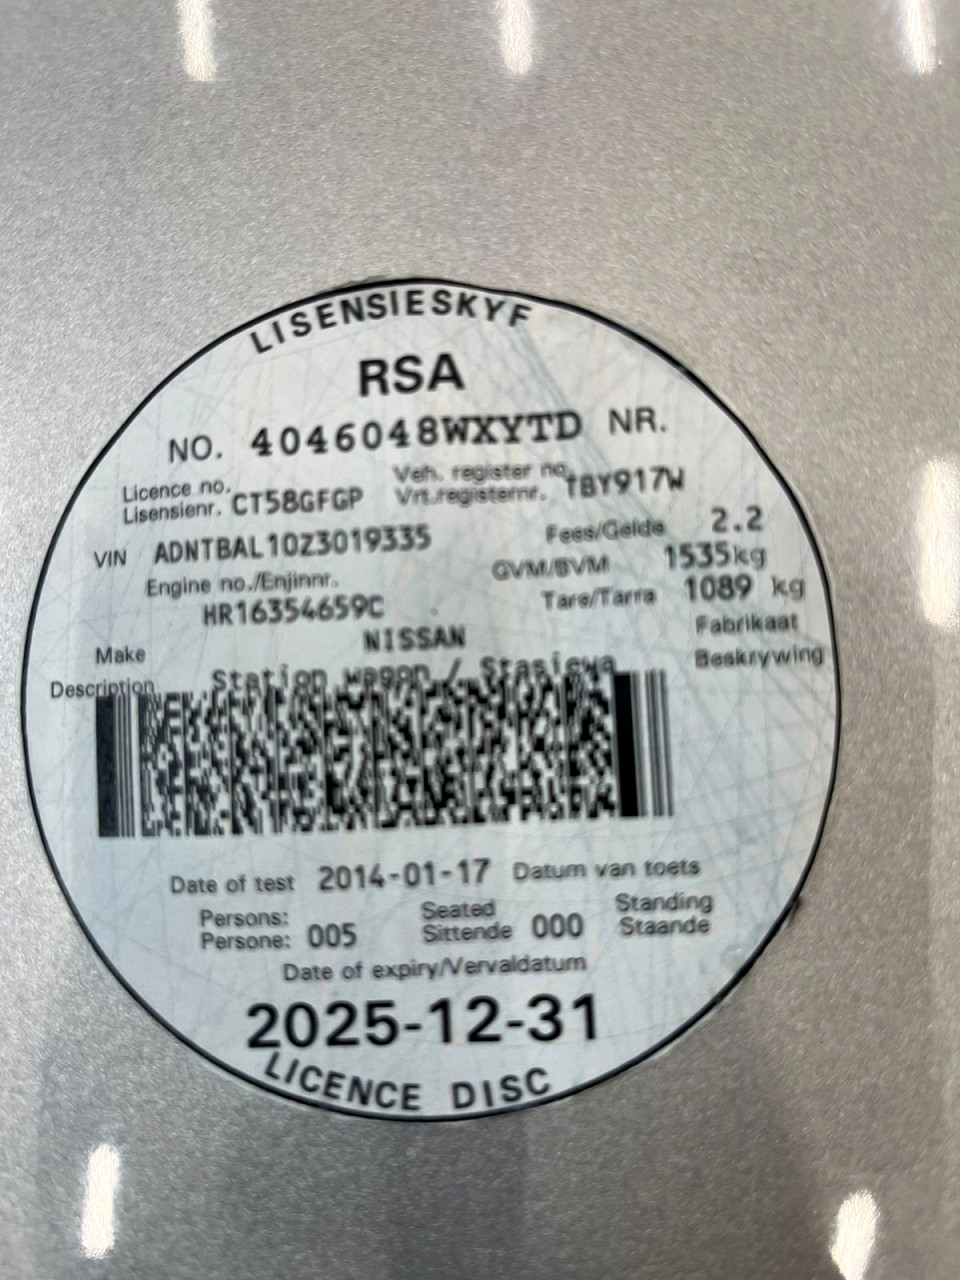 LISENSIESKYF
RSA
NO. 4046048WXYTD NR.
Licence no. Veh. register no.
Lisensienr. CT58GFGP Vrt.registernr. TBY917W
VIN ADNTBAL10Z3019335 Fees/Gelde 2.2
Engine no./Enjinnr. GVM/BVM 1535kg
HR16354659C Tare/Tarra 1089 kg
Make NISSAN Fabrikaat
Description Station wagon / Stasiewa Beskrywing
Date of test 2014-01-17 Datum van toets
Persons: Seated Standing
Persone: 005 Sittende 000 Staande
Date of expiry/Vervaldatum
2025-12-31
LICENCE DISC